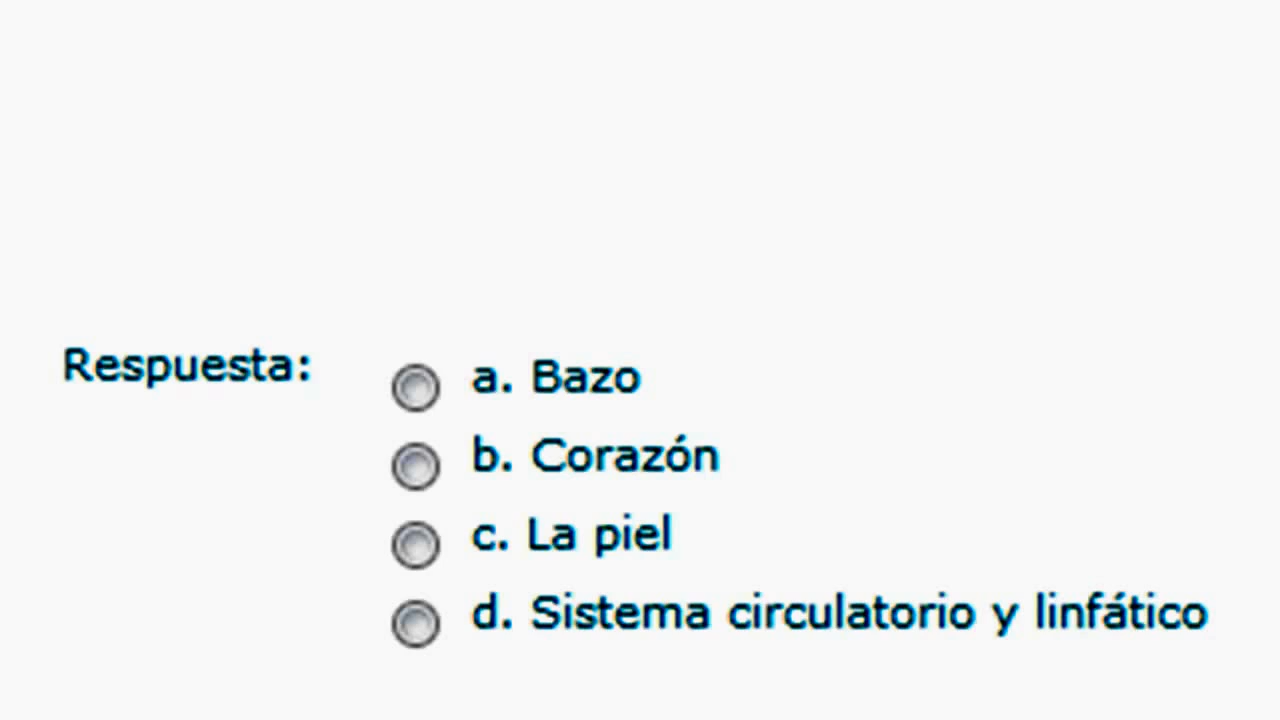 Respuesta:
a. Bazo
b. Corazón
c. La piel
d. Sistema circulatorio y linfático